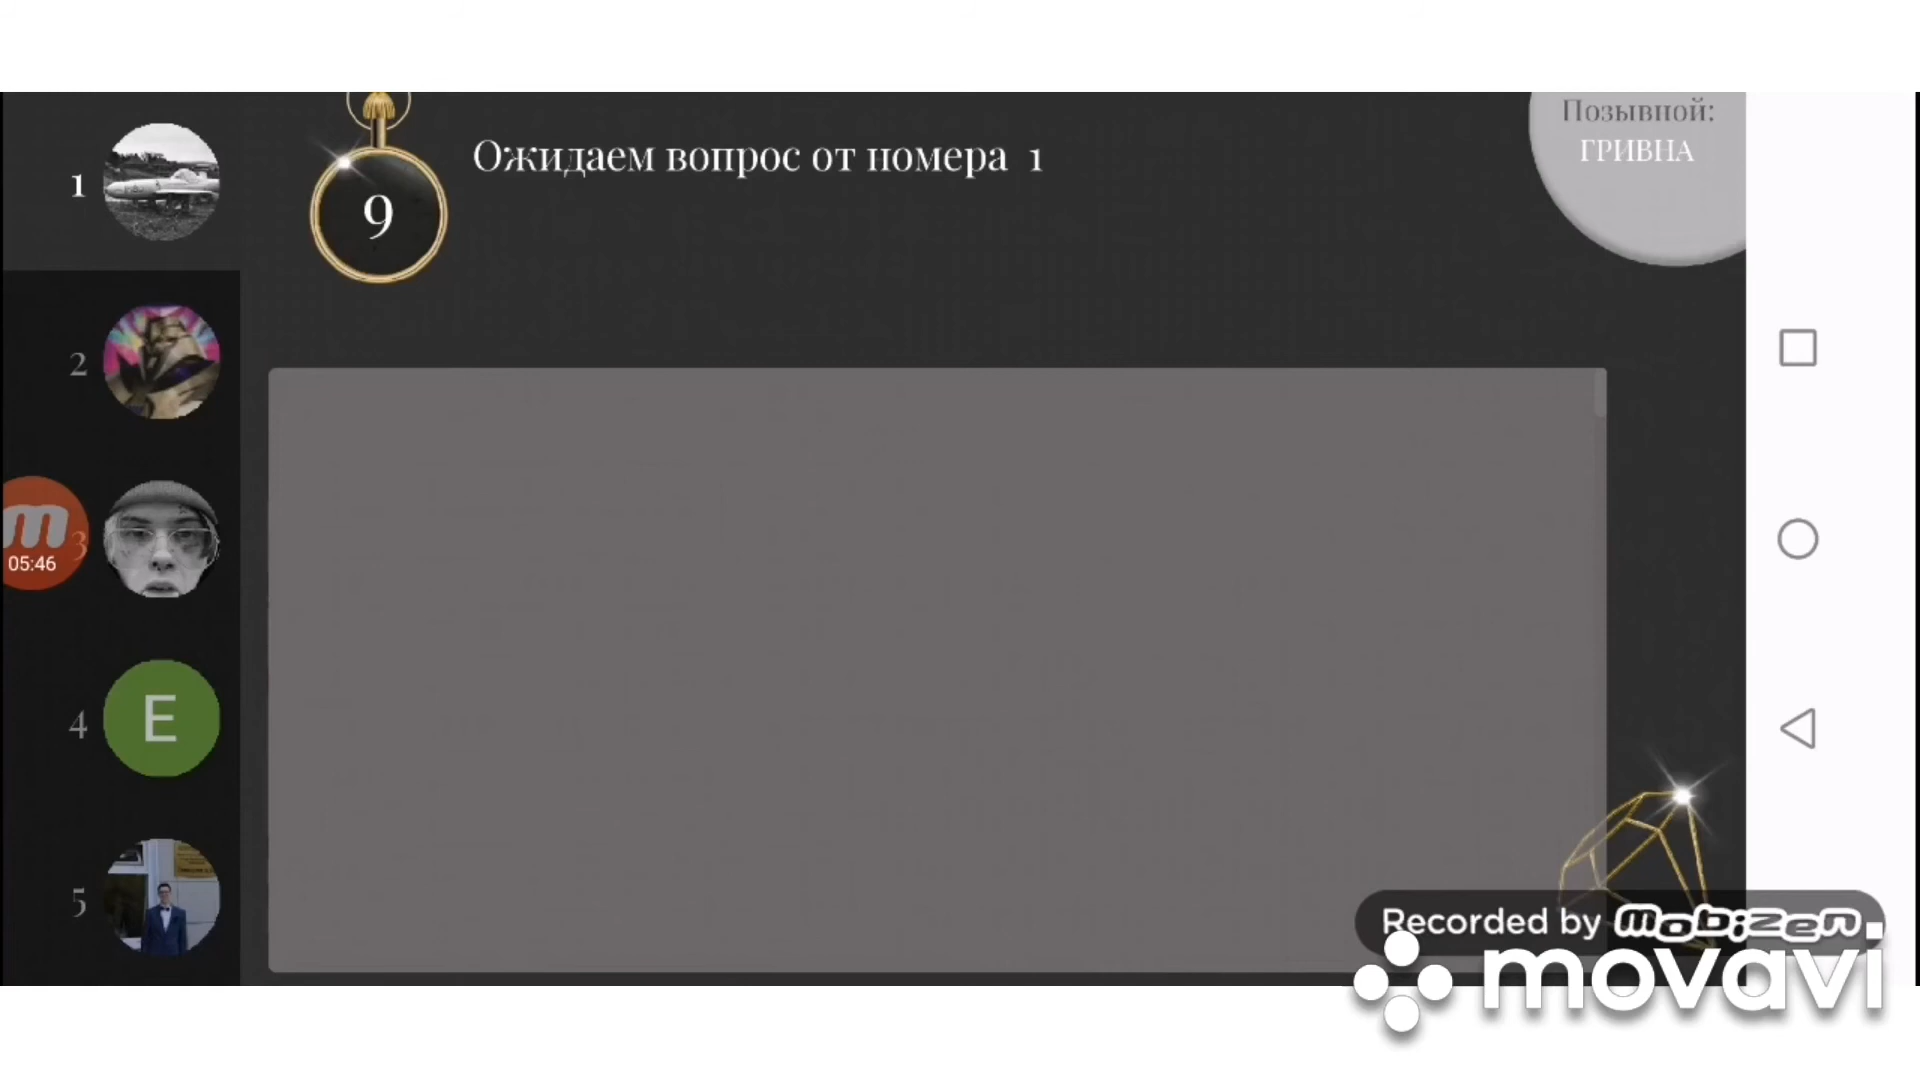 Позывной:
ГРИВНА
Ожидаем вопрос от номера 1
9
1
2
3
m
05:46
4
E
5
Recorded by mobizen
movavi